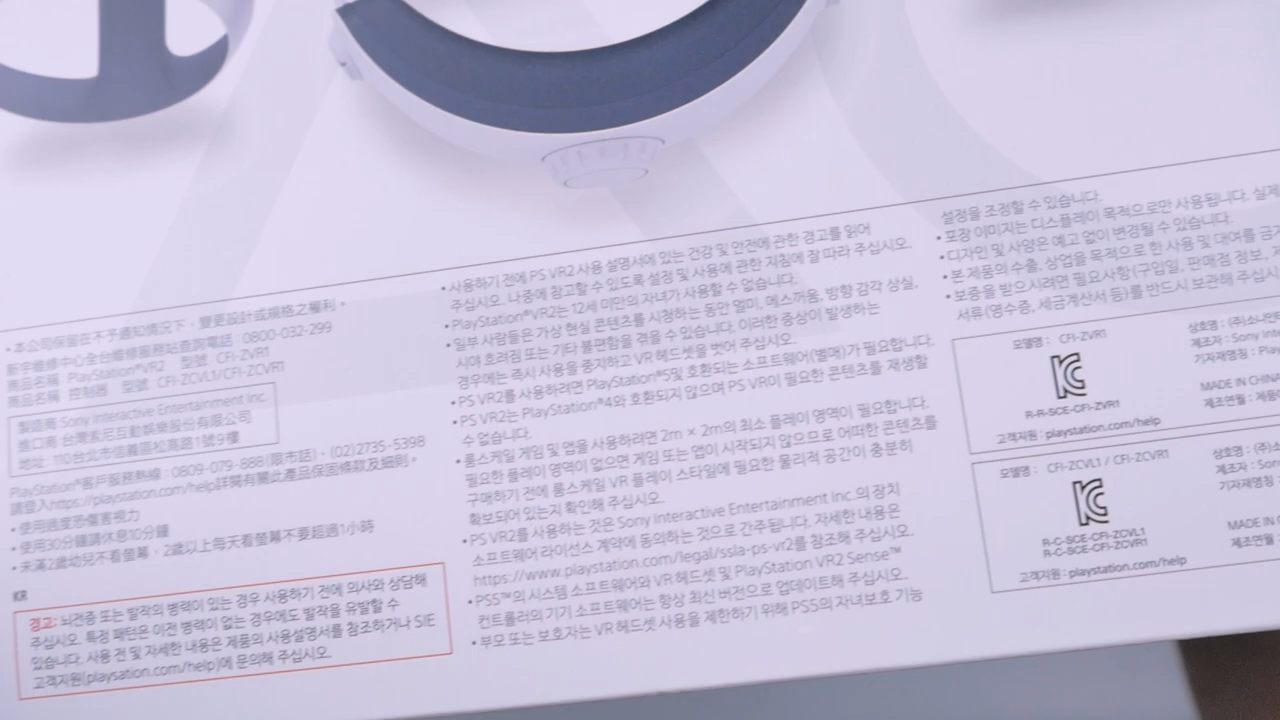 • 本公司保留在不予通知情況下，變更設計或規格之權利。
新宇維修中心全台維修服務站查詢電話：0800-032-299
商品名稱：PlayStation®VR2　型號：CFI-ZVR1
商品名稱：控制器　型號：CFI-ZCVL1/CFI-ZCVR1
製造商 Sony Interactive Entertainment Inc.
進口商 台灣索尼互動娛樂股份有限公司
地址：110台北市信義區松高路1號9樓
PlayStation®客戶服務熱線：0809-079-888(限市話)、(02)2735-5398
請登入https://playstation.com/help詳閱有關此產品保固條款及細則。
• 使用過度恐傷害視力
• 使用30分鐘請休息10分鐘
• 未滿2歲幼兒不看螢幕，2歲以上每天看螢幕不要超過1小時
KR
경고: 뇌전증 또는 발작의 병력이 있는 경우 사용하기 전에 의사와 상담해
주십시오. 특정 패턴은 이전 병력이 없는 경우에도 발작을 유발할 수
있습니다. 사용 전 및 자세한 내용은 제품의 사용설명서를 참조하거나 SIE
고객지원(playsation.com/help)에 문의해 주십시오.
• 사용하기 전에 PS VR2 사용 설명서에 있는 건강 및 안전에 관한 경고를 읽어
주십시오. 나중에 참고할 수 있도록 설정 및 사용에 관한 지침에 잘 따라 주십시오.
• PlayStation®VR2는 12세 미만의 자녀가 사용할 수 없습니다.
• 일부 사람들은 가상 현실 콘텐츠를 시청하는 동안 멀미, 메스꺼움, 방향 감각 상실,
시야 흐려짐 또는 기타 불편함을 겪을 수 있습니다. 이러한 증상이 발생하는
경우에는 즉시 사용을 중지하고 VR 헤드셋을 벗어 주십시오.
• PS VR2를 사용하려면 PlayStation®5및 호환되는 소프트웨어(별매)가 필요합니다.
• PS VR2는 PlayStation®4와 호환되지 않으며 PS VR이 필요한 콘텐츠를 재생할
수 없습니다.
• 룸스케일 게임 및 앱을 사용하려면 2m × 2m의 최소 플레이 영역이 필요합니다.
필요한 플레이 영역이 없으면 게임 또는 앱이 시작되지 않으므로 어떠한 콘텐츠를
구매하기 전에 룸스케일 VR 플레이 스타일에 필요한 물리적 공간이 충분히
확보되어 있는지 확인해 주십시오.
• PS VR2를 사용하는 것은 Sony Interactive Entertainment Inc.의 장치
소프트웨어 라이선스 계약에 동의하는 것으로 간주됩니다. 자세한 내용은
https://www.playstation.com/legal/ssla-ps-vr2를 참조해 주십시오.
• PS5™의 시스템 소프트웨어와 VR 헤드셋 및 PlayStation VR2 Sense™
컨트롤러의 기기 소프트웨어는 항상 최신 버전으로 업데이트해 주십시오.
• 부모 또는 보호자는 VR 헤드셋 사용을 제한하기 위해 PS5의 자녀보호 기능
설정을 조정할 수 있습니다.
• 포장 이미지는 디스플레이 목적으로만 사용됩니다. 실제
• 디자인 및 사양은 예고 없이 변경될 수 있습니다.
• 본 제품의 수출, 상업을 목적으로 한 사용 및 대여를 금지
• 보증을 받으시려면 필요사항(구입일, 판매점 정보,
서류(영수증, 세금계산서 등)를 반드시 보관해 주십시
모델명： CFI-ZVR1
R-R-SCE-CFI-ZVR1
고객지원 : playstation.com/help
상호명 : (주)소니
제조자 : Sony Int
기자재명칭 : Play
MADE IN CHINA
제조연월 : 제품
모델명： CFI-ZCVL1 / CFI-ZCVR1
R-C-SCE-CFI-ZCVL1
R-C-SCE-CFI-ZCVR1
고객지원 : playstation.com/help
상호명 : (주)소
제조자 : Son
기자재명칭
MADE IN
제조연월 :